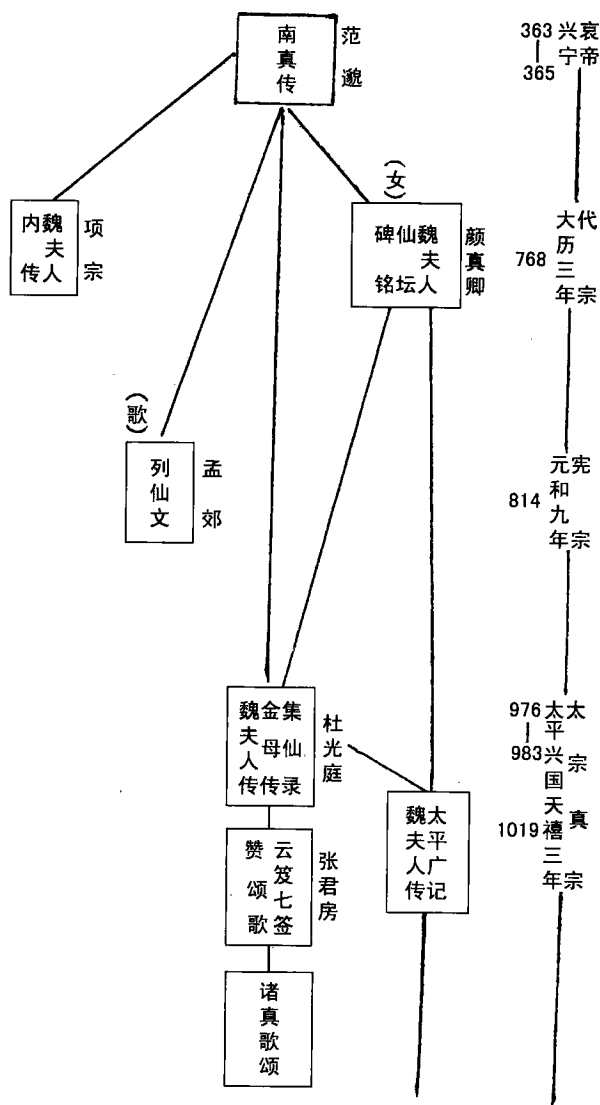 南真传
范邈
363 | 365
哀帝
兴宁
魏夫人
内传
项宗
(女)
魏夫人
仙坛
碑铭
颜真卿
768
代宗
大历三年
(歌)
列仙文
孟郊
814
宪宗
元和九年
集仙录
金母传
魏夫人传
杜光庭
976 | 983
太宗
太平兴国
太平广记
魏夫人传
1019
真宗
天禧三年
云笈七签
赞颂歌
张君房
诸真歌颂